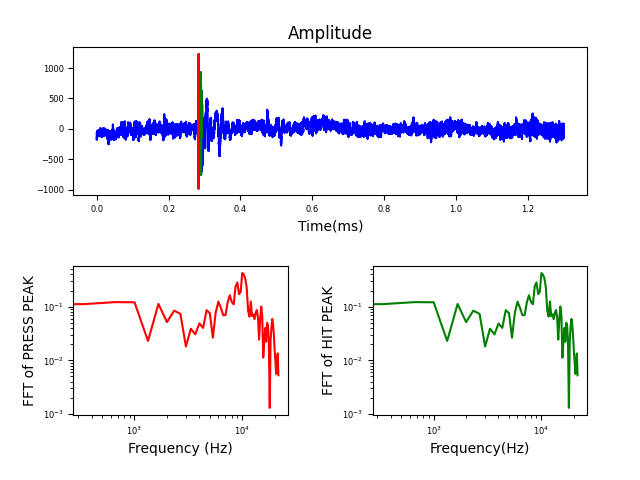 Amplitude
1000
500
0
−500
−1000
0.0 0.2 0.4 0.6 0.8 1.0 1.2
Time(ms)
FFT of PRESS PEAK
10⁻¹
10⁻²
10⁻³
10³ 10⁴
Frequency (Hz)
FFT of HIT PEAK
10⁻¹
10⁻²
10⁻³
10³ 10⁴
Frequency(Hz)